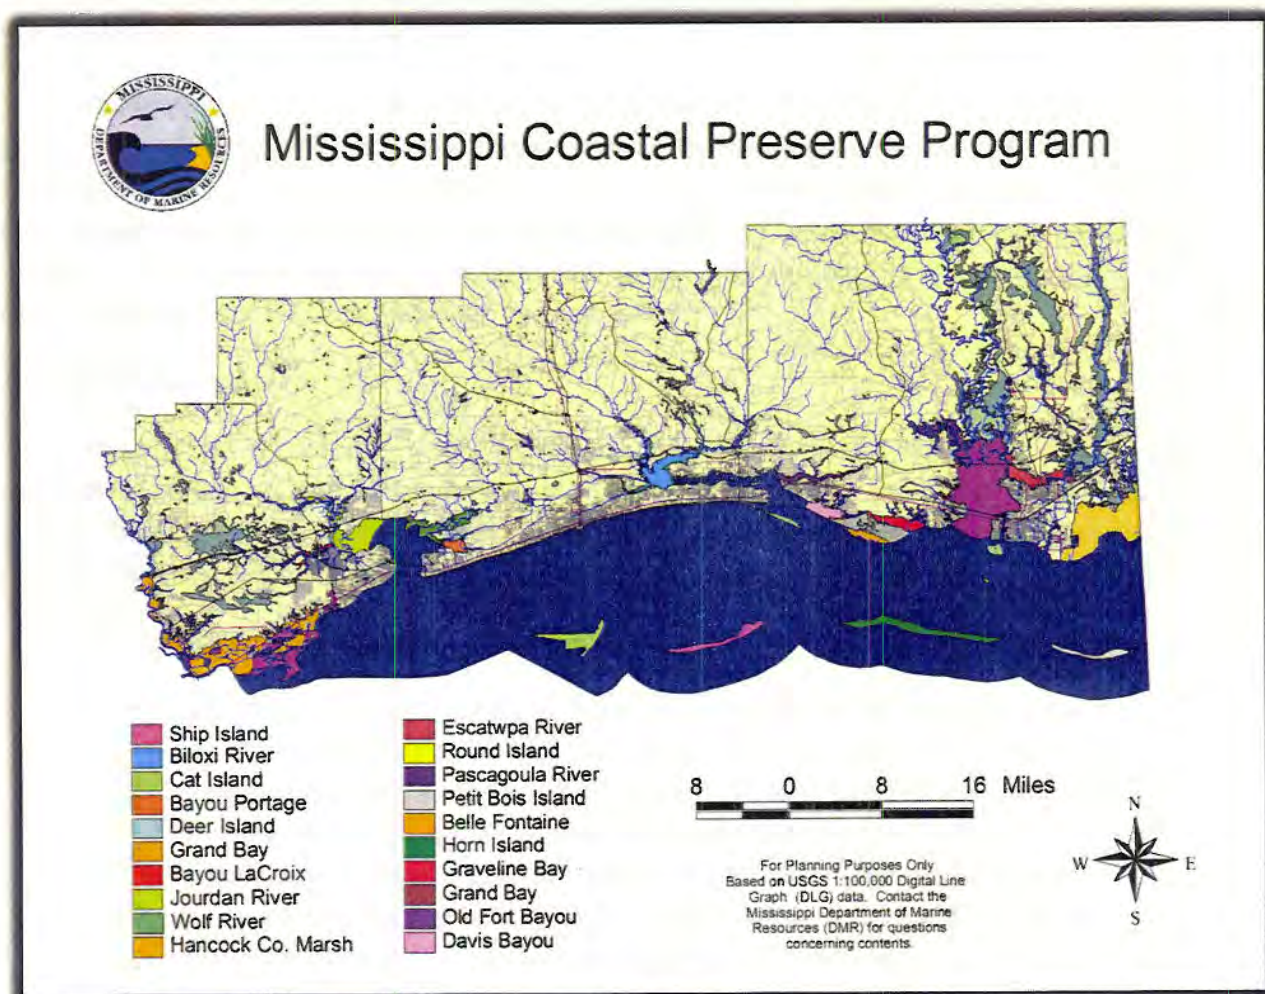 MISSISSIPPI
DEPARTMENT OF MARINE RESOURCES
Mississippi Coastal Preserve Program
Ship Island
Biloxi River
Cat Island
Bayou Portage
Deer Island
Grand Bay
Bayou LaCroix
Jourdan River
Wolf River
Hancock Co. Marsh
Escatwpa River
Round Island
Pascagoula River
Petit Bois Island
Belle Fontaine
Horn Island
Graveline Bay
Grand Bay
Old Fort Bayou
Davis Bayou
8 0 8 16 Miles
For Planning Purposes Only
Based on USGS 1:100,000 Digital Line
Graph (DLG) data. Contact the
Mississippi Department of Marine
Resources (DMR) for questions
concerning contents.
N
W E
S